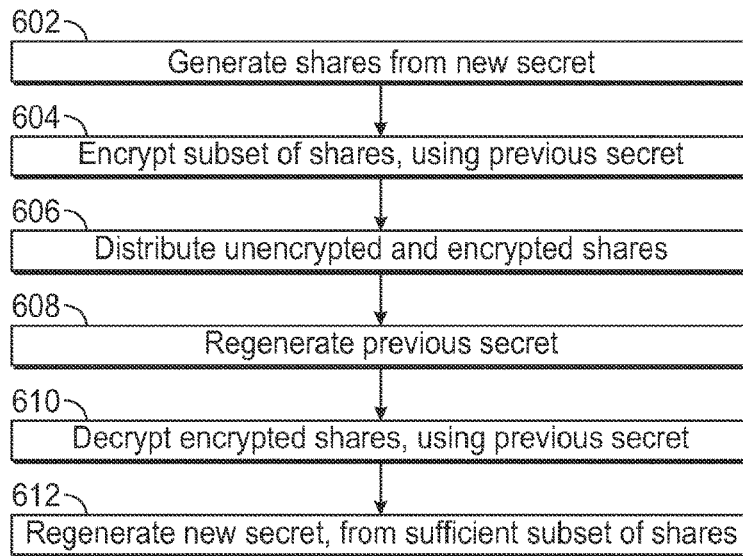 602
Generate shares from new secret
604
Encrypt subset of shares, using previous secret
606
Distribute unencrypted and encrypted shares
608
Regenerate previous secret
610
Decrypt encrypted shares, using previous secret
612
Regenerate new secret, from sufficient subset of shares